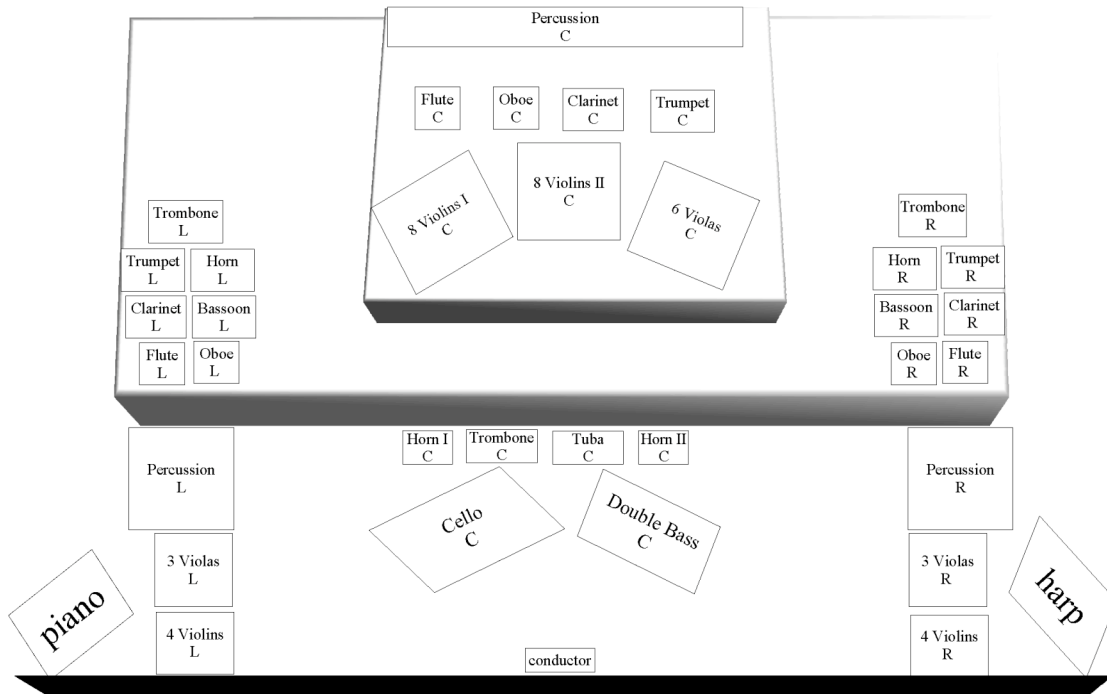 Percussion
C
Flute
C
Oboe
C
Clarinet
C
Trumpet
C
8 Violins I
C
8 Violins II
C
6 Violas
C
Trombone
L
Trumpet
L
Horn
L
Clarinet
L
Bassoon
L
Flute
L
Oboe
L
Trombone
R
Horn
R
Trumpet
R
Bassoon
R
Clarinet
R
Oboe
R
Flute
R
Horn I
C
Trombone
C
Tuba
C
Horn II
C
Percussion
L
Cello
C
Double Bass
C
Percussion
R
3 Violas
L
3 Violas
R
piano
harp
4 Violins
L
conductor
4 Violins
R